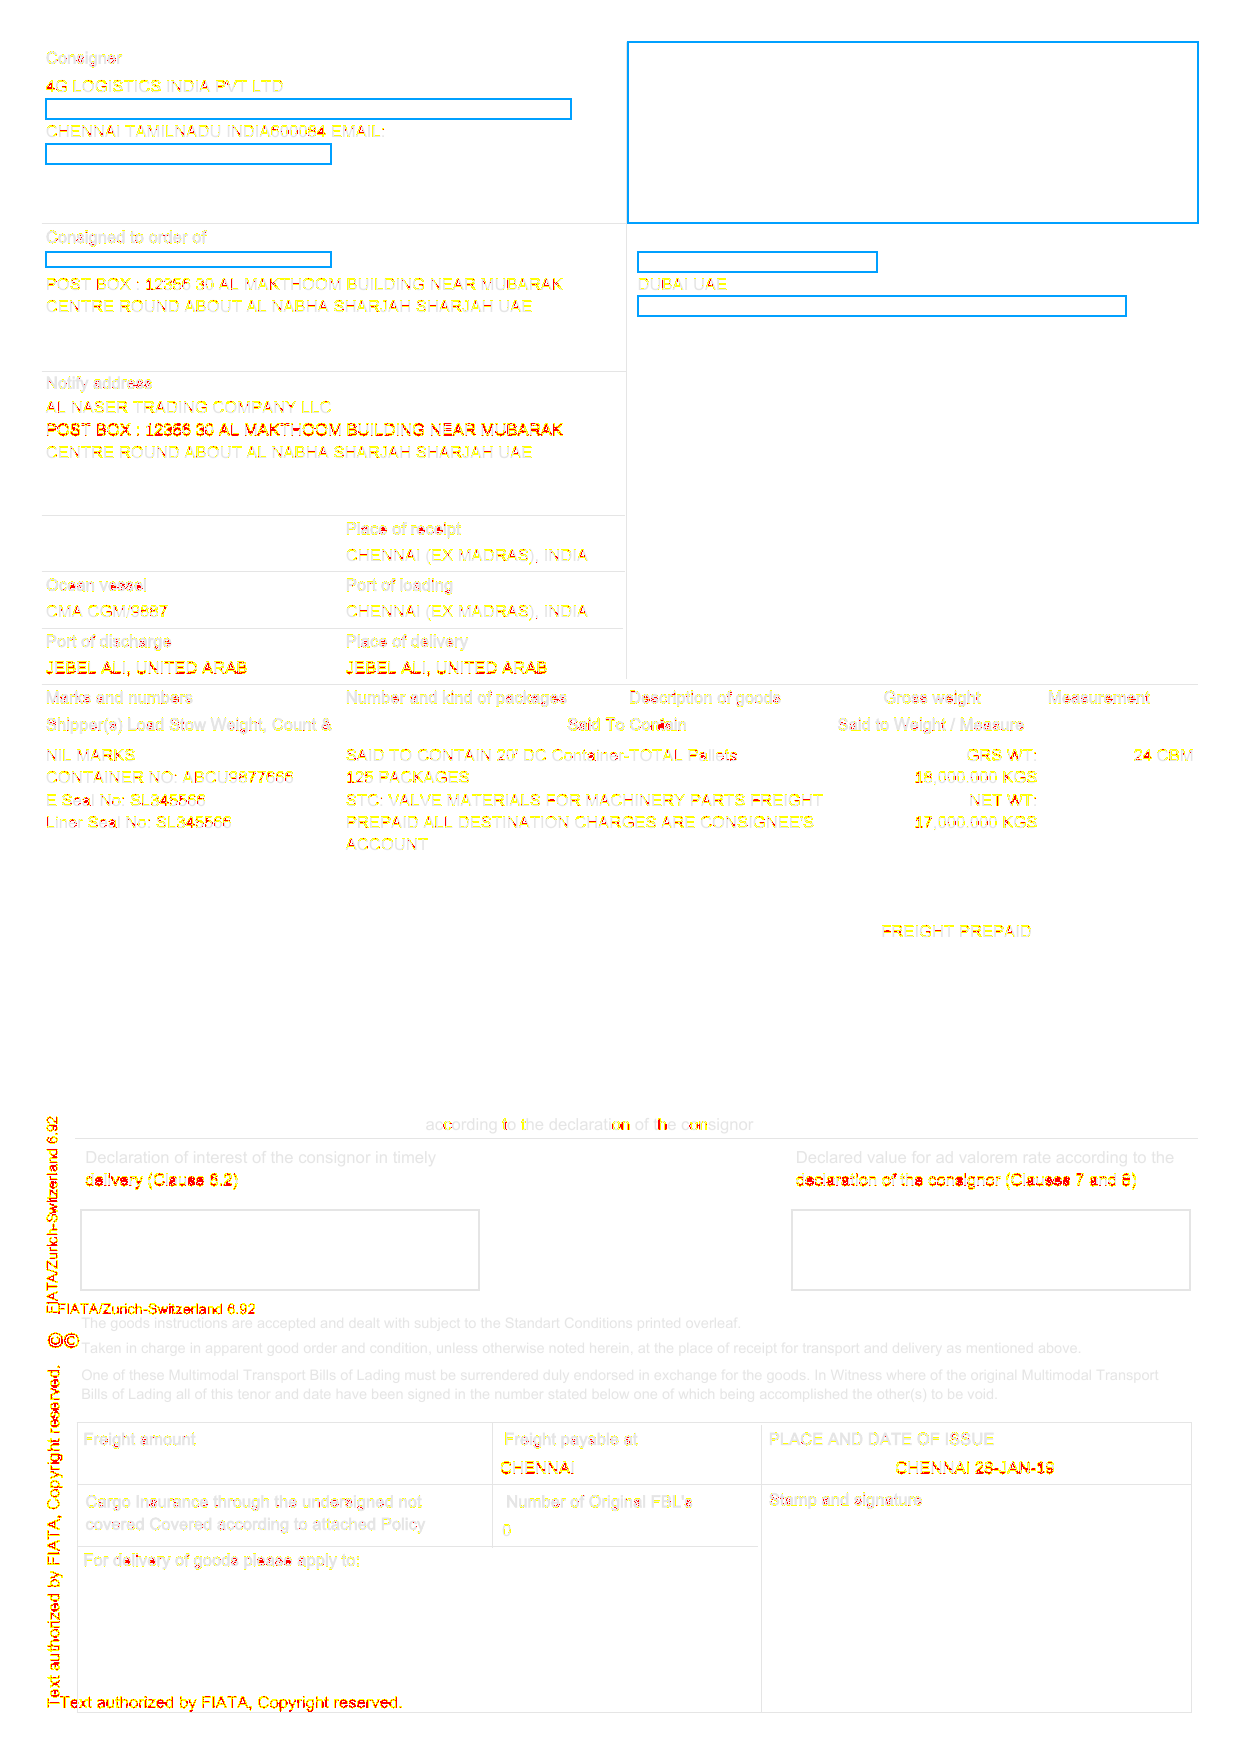 Consigner
4G LOGISTICS INDIA PVT LTD
CHENNAI TAMILNADU INDIA600084 EMAIL:
Consigned to order of
POST BOX : 12355 30 AL MAKTHOOM BUILDING NEAR MUBARAK
CENTRE ROUND ABOUT AL NABHA SHARJAH SHARJAH UAE
DUBAI UAE
Notify address
AL NASER TRADING COMPANY LLC
POST BOX : 12355 30 AL MAKTHOOM BUILDING NEAR MUBARAK
CENTRE ROUND ABOUT AL NABHA SHARJAH SHARJAH UAE
Place of receipt
CHENNAI (EX MADRAS), INDIA
Ocean vessel
Port of loading
CMA CGM/9887
CHENNAI (EX MADRAS), INDIA
Port of discharge
Place of delivery
JEBEL ALI, UNITED ARAB
JEBEL ALI, UNITED ARAB
Marks and numbers
Number and kind of packages
Description of goods
Gross weight
Measurement
Shipper(s) Load Stow Weight, Count &
Said To Contain
Said to Weight / Measure
NIL MARKS
SAID TO CONTAIN 20' DC Container-TOTAL Pallets
GRS WT:
24 CBM
CONTAINER NO: ABCU9877665
125 PACKAGES
18,000.000 KGS
E Seal No: SL345566
STC: VALVE MATERIALS FOR MACHINERY PARTS FREIGHT
NET WT:
Liner Seal No: SL345566
PREPAID ALL DESTINATION CHARGES ARE CONSIGNEE'S
17,000.000 KGS
ACCOUNT
FREIGHT PREPAID
according to the declaration of the consignor
Declaration of interest of the consignor in timely
delivery (Clause 6.2)
Declared value for ad valorem rate according to the
declaration of the consignor (Clauses 7 and 8)
FIATA/Zurich-Switzerland 6.92
FIATA/Zurich-Switzerland 6.92
The goods instructions are accepted and dealt with subject to the Standart Conditions printed overleaf.
©©
Taken in charge in apparent good order and condition, unless otherwise noted herein, at the place of receipt for transport and delivery as mentioned above.
One of these Multimodal Transport Bills of Lading must be surrendered duly endorsed in exchange for the goods. In Witness where of the original Multimodal Transport
Bills of Lading all of this tenor and date have been signed in the number stated below one of which being accomplished the other(s) to be void.
Text authorized by FIATA, Copyright reserved.
Freight amount
Freight payable at
PLACE AND DATE OF ISSUE
CHENNAI
CHENNAI 28-JAN-19
Cargo Insurance through the undersigned not
covered Covered according to attached Policy
Number of Original FBL's
0
Stamp and signature
For delivery of goods please apply to:
TText authorized by FIATA, Copyright reserved.